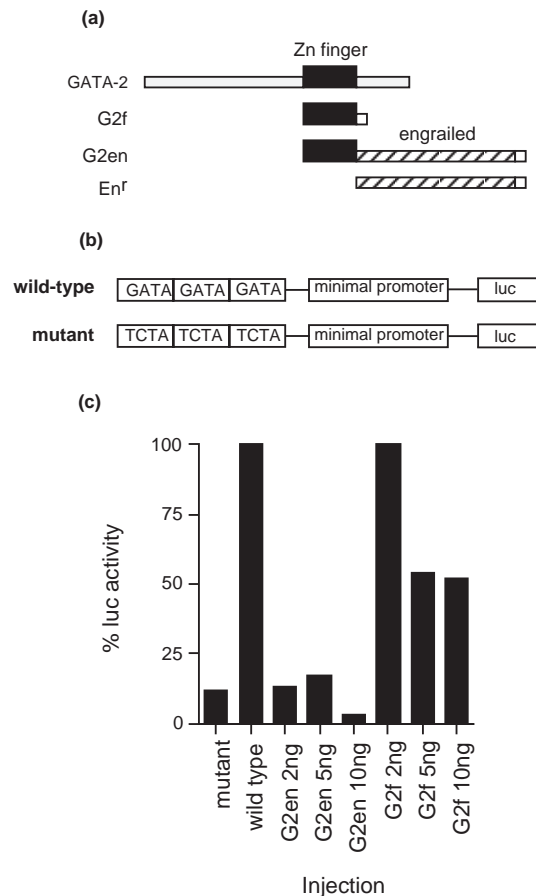 (a)
Zn finger
GATA-2
G2f
engrailed
G2en
Enr
(b)
wild-type GATA GATA GATA minimal promoter luc
mutant TCTA TCTA TCTA minimal promoter luc
(c)
100
75
50
25
0
% luc activity
mutant
wild type
G2en 2ng
G2en 5ng
G2en 10ng
G2f 2ng
G2f 5ng
G2f 10ng
Injection